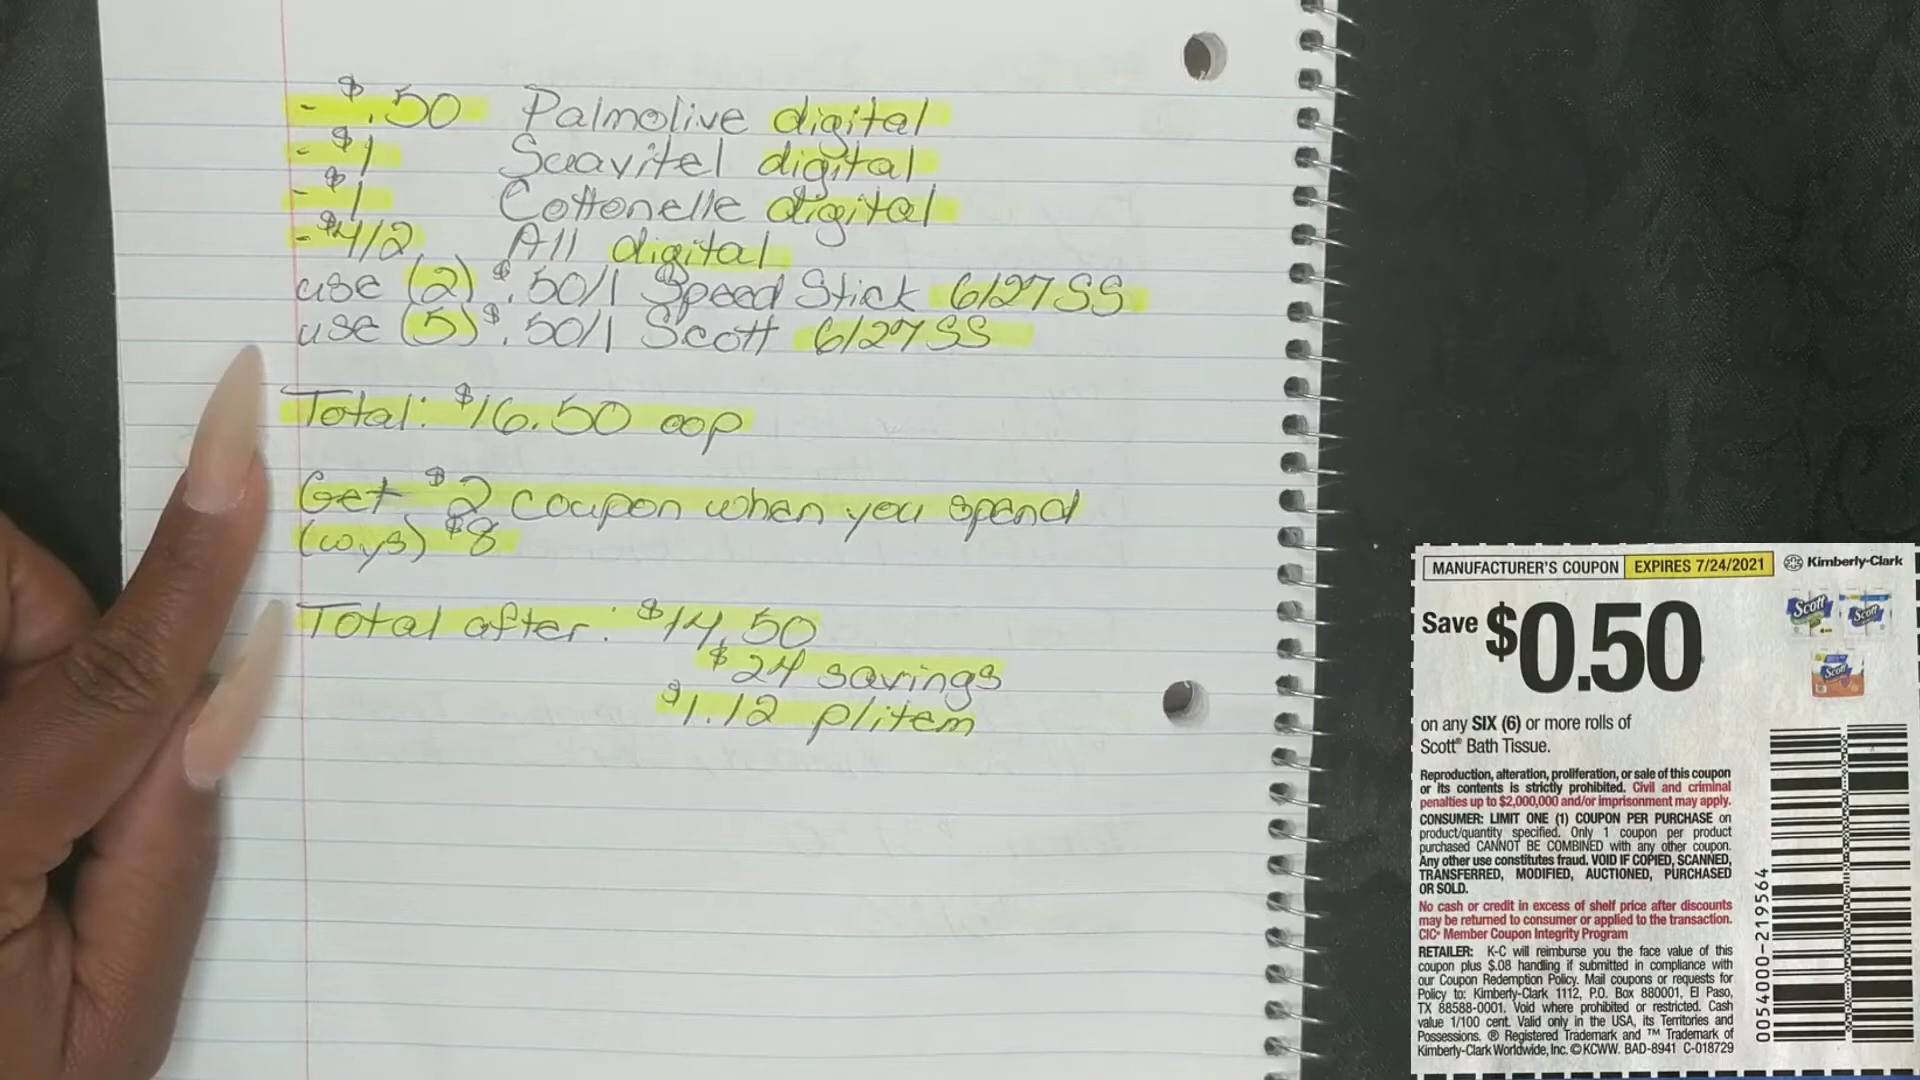 - $.50 Palmolive digital
- $1 Suavitel digital
- $1 Cottonelle digital
- $4/2 All digital
use (2) $.50/1 Speed Stick 6/27 SS
use (5) $.50/1 Scott 6/27 SS
Total: $16.50 oop
Get $2 coupon when you spend
(wys) $8
Total after: $14.50
$24 savings
$1.12 p/item
MANUFACTURER'S COUPON EXPIRES 7/24/2021 Kimberly-Clark
Save $0.50
Scott Scott
Scott
on any SIX (6) or more rolls of
Scott® Bath Tissue.
Reproduction, alteration, proliferation, or sale of this coupon
or its contents is strictly prohibited. Civil and criminal
penalties up to $2,000,000 and/or imprisonment may apply.
CONSUMER: LIMIT ONE (1) COUPON PER PURCHASE on
product/quantity specified. Only 1 coupon per product
purchased CANNOT BE COMBINED with any other coupon.
Any other use constitutes fraud. VOID IF COPIED, SCANNED,
TRANSFERRED, MODIFIED, AUCTIONED, PURCHASED
OR SOLD.
No cash or credit in excess of shelf price after discounts
may be returned to consumer or applied to the transaction.
CIC® Member Coupon Integrity Program
RETAILER: K-C will reimburse you the face value of this
coupon plus $.08 handling if submitted in compliance with
our Coupon Redemption Policy. Mail coupons or requests for
Policy to: Kimberly-Clark 1112, P.O. Box 880001, El Paso,
TX 88588-0001. Void where prohibited or restricted. Cash
value 1/100 cent. Valid only in the USA, its Territories and
Possessions. ® Registered Trademark and ™ Trademark of
Kimberly-Clark Worldwide, Inc. © KCWW. BAD-8941 C-018729
0054000-219564